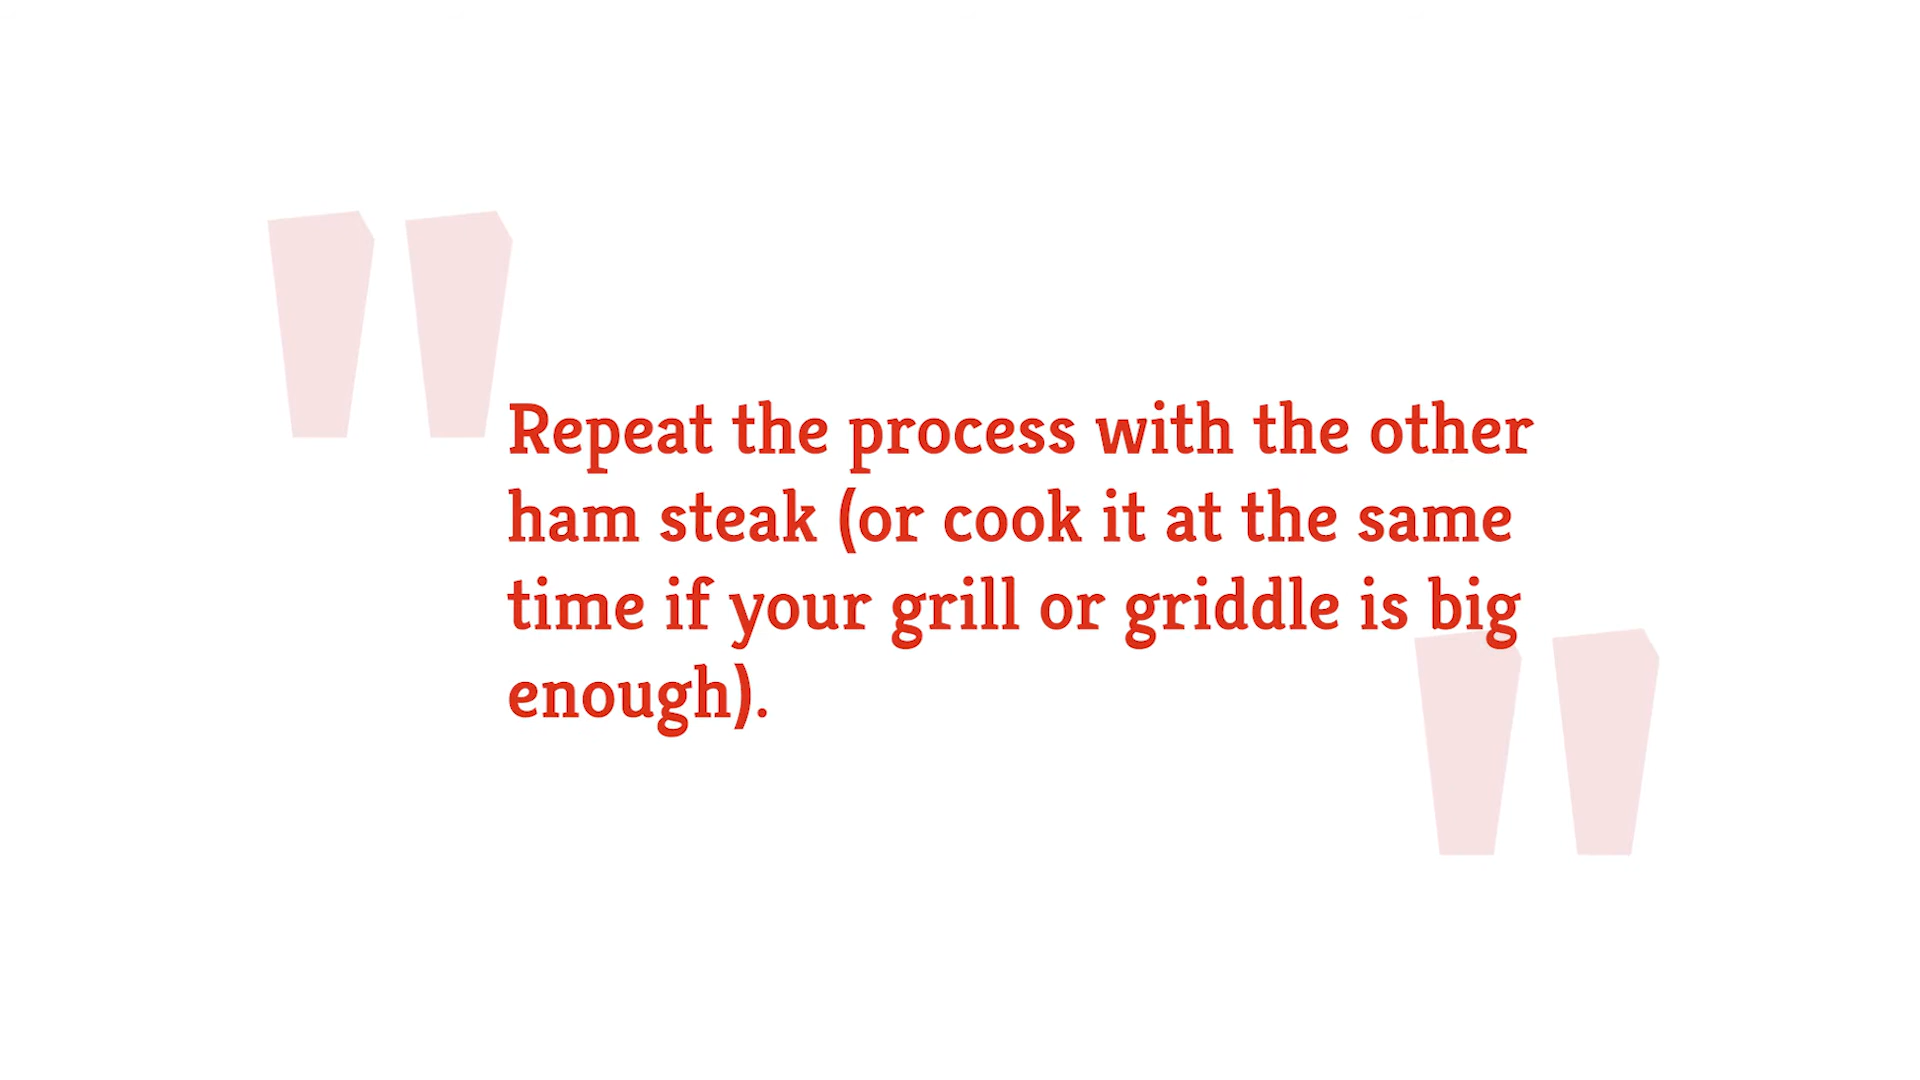 Repeat the process with the other
ham steak (or cook it at the same
time if your grill or griddle is big
enough).